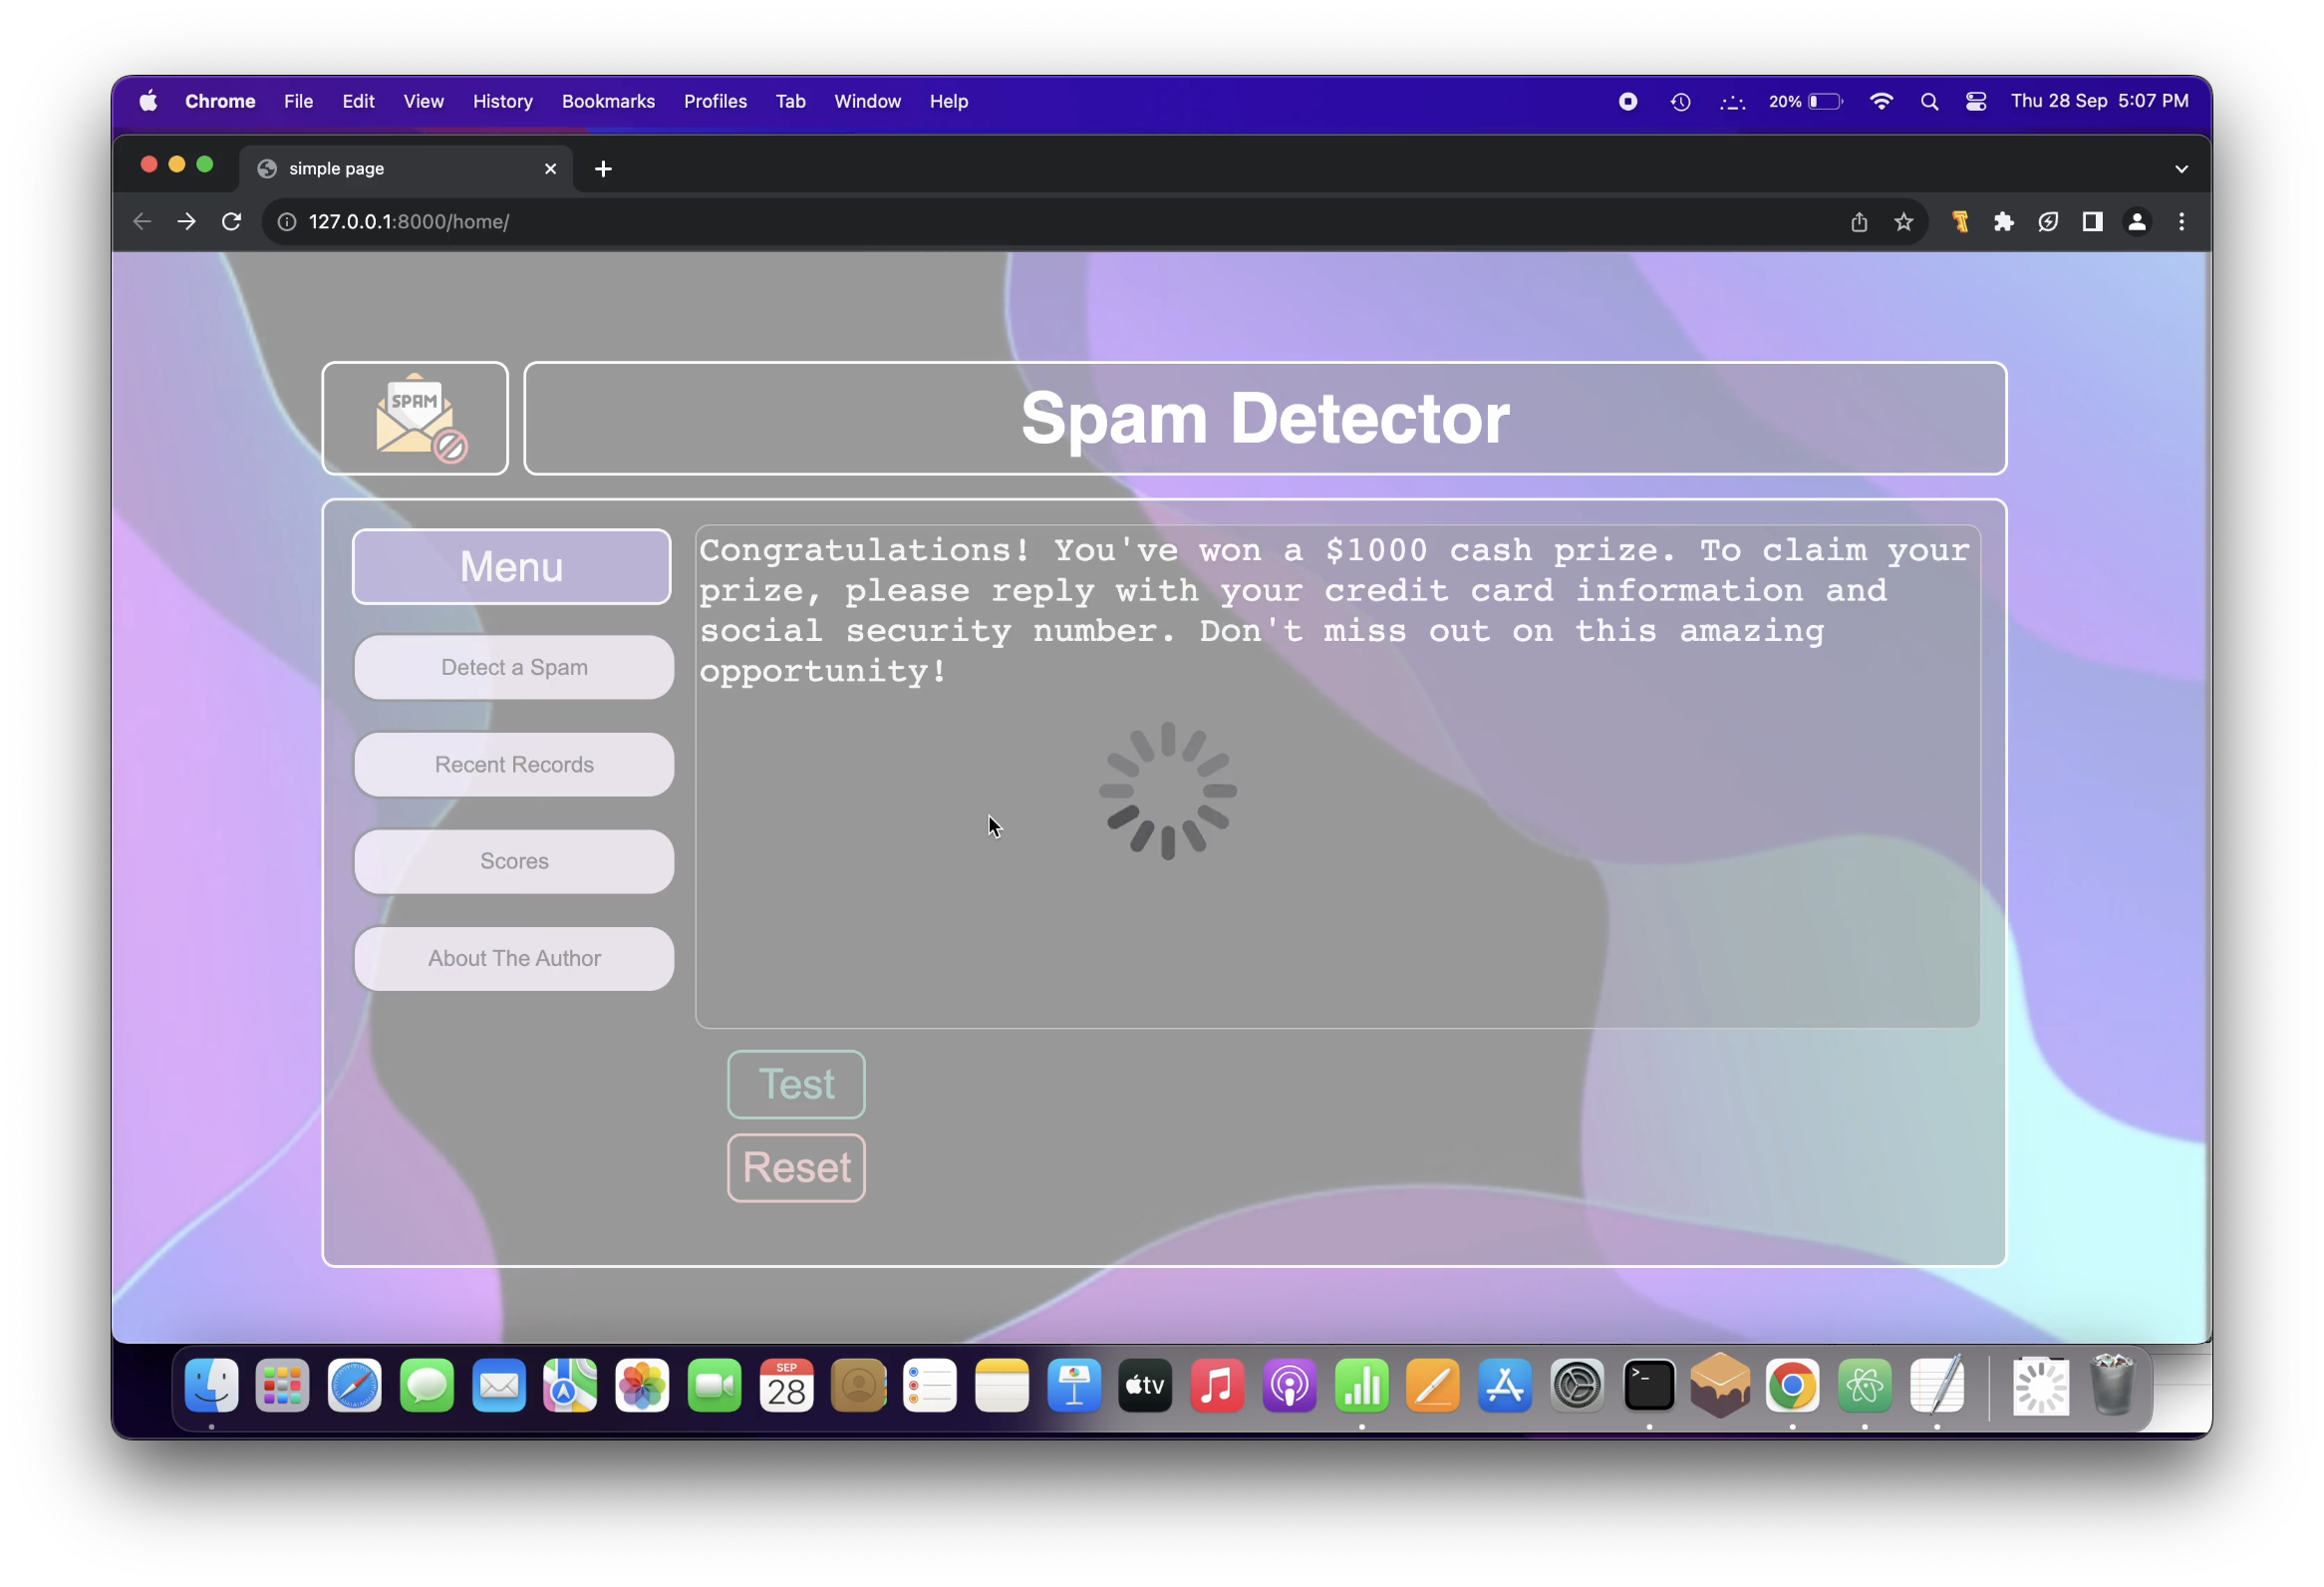 Chrome File Edit View History Bookmarks Profiles Tab Window Help 20% Thu 28 Sep 5:07 PM
simple page
127.0.0.1:8000/home/
SPAM
Spam Detector
Menu
Detect a Spam
Recent Records
Scores
About The Author
Congratulations! You've won a $1000 cash prize. To claim your
prize, please reply with your credit card information and
social security number. Don't miss out on this amazing
opportunity!
Test
Reset
SEP
28
tv
>_